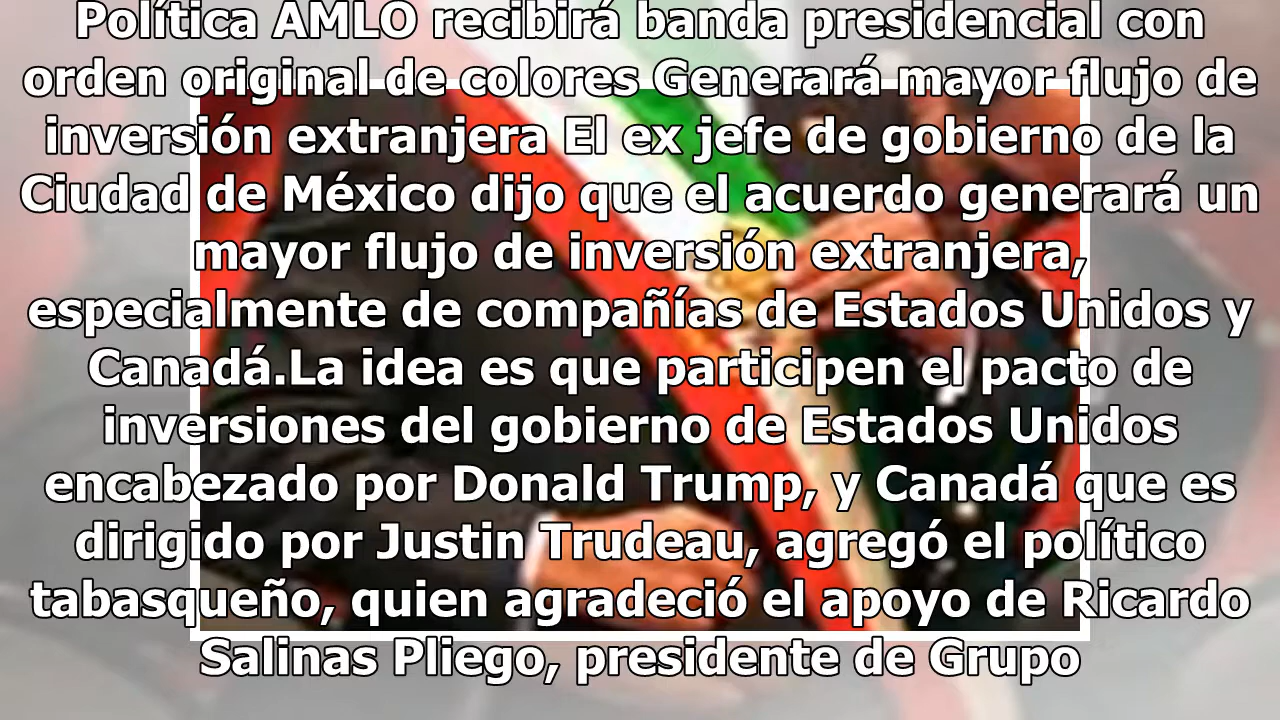 Política AMLO recibirá banda presidencial con
orden original de colores Generará mayor flujo de
inversión extranjera El ex jefe de gobierno de la
Ciudad de México dijo que el acuerdo generará un
mayor flujo de inversión extranjera,
especialmente de compañías de Estados Unidos y
Canadá.La idea es que participen el pacto de
inversiones del gobierno de Estados Unidos
encabezado por Donald Trump, y Canadá que es
dirigido por Justin Trudeau, agregó el político
tabasqueño, quien agradeció el apoyo de Ricardo
Salinas Pliego, presidente de Grupo